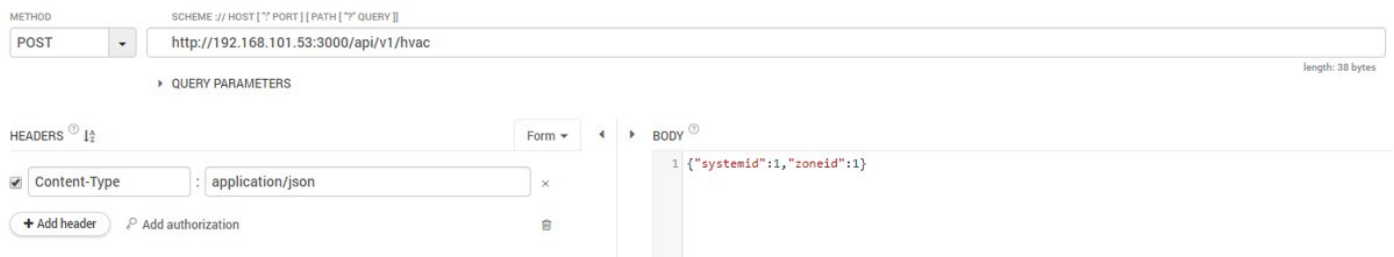 METHOD SCHEME :// HOST [ ":" PORT ] [ PATH [ "?" QUERY ]]
POST http://192.168.101.53:3000/api/v1/hvac
length: 38 bytes
QUERY PARAMETERS
HEADERS Form BODY
1 {"systemid":1,"zoneid":1}
Content-Type : application/json
+ Add header Add authorization